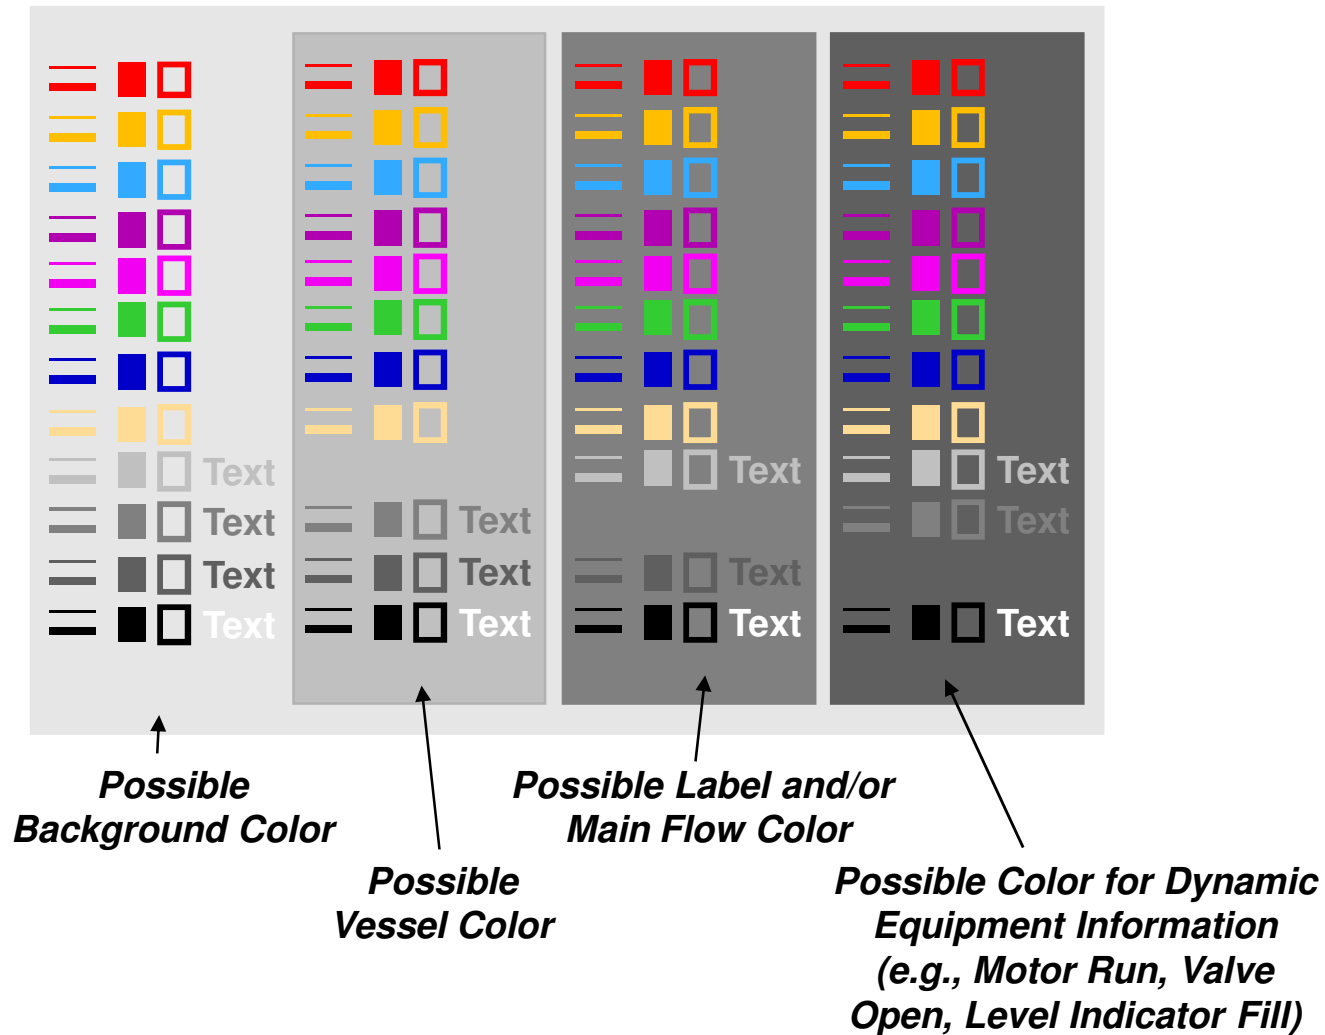 Text
Text
Text
Text
Text
Text
Text
Text
Text
Text
Text
Text
Text
Possible
Background Color
Possible
Vessel Color
Possible Label and/or
Main Flow Color
Possible Color for Dynamic
Equipment Information
(e.g., Motor Run, Valve
Open, Level Indicator Fill)